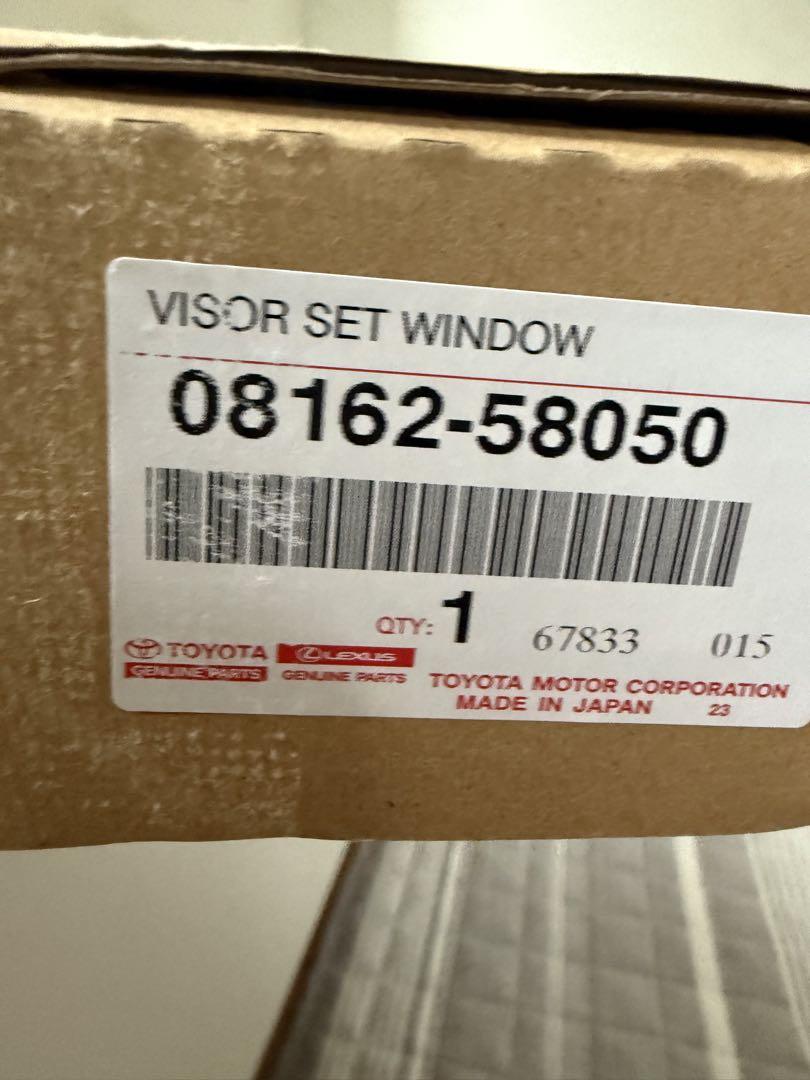 VISOR SET WINDOW
08162-58050
QTY: 1 67833 015
TOYOTA LEXUS
GENUINE PARTS GENUINE PARTS
TOYOTA MOTOR CORPORATION
MADE IN JAPAN 23